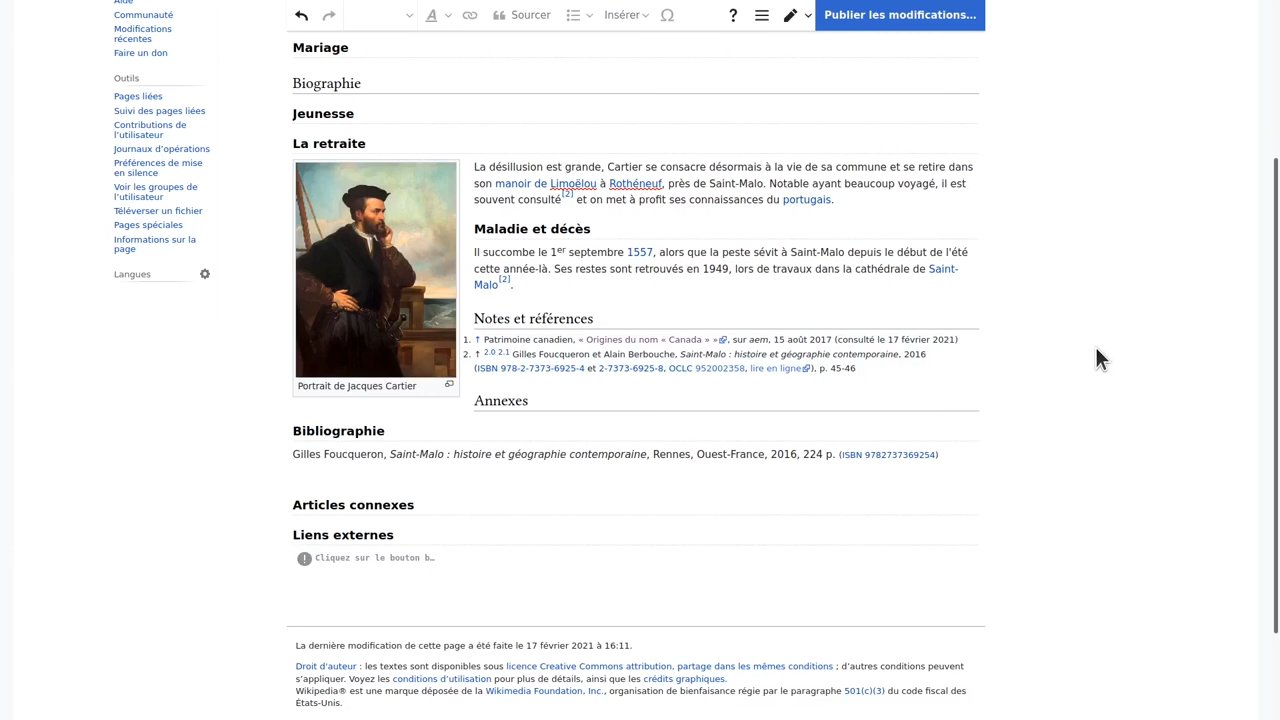 Aide
Communauté
Modifications
récentes
Faire un don
Outils
Pages liées
Suivi des pages liées
Contributions de
l’utilisateur
Journaux d’opérations
Préférences de mise
en silence
Voir les groupes de
l’utilisateur
Téléverser un fichier
Pages spéciales
Informations sur la
page
Langues
A Sourcer Insérer Ω ? Publier les modifications…
Mariage
Biographie
Jeunesse
La retraite
La désillusion est grande, Cartier se consacre désormais à la vie de sa commune et se retire dans
son manoir de Limoëlou à Rothéneuf, près de Saint-Malo. Notable ayant beaucoup voyagé, il est
souvent consulté[2] et on met à profit ses connaissances du portugais.
Maladie et décès
Il succombe le 1er septembre 1557, alors que la peste sévit à Saint-Malo depuis le début de l'été
cette année-là. Ses restes sont retrouvés en 1949, lors de travaux dans la cathédrale de Saint-
Malo[2].
Portrait de Jacques Cartier
Notes et références
1. ↑ Patrimoine canadien, « Origines du nom « Canada » », sur aem, 15 août 2017 (consulté le 17 février 2021)
2. ↑ 2.0 2.1 Gilles Foucqueron et Alain Berbouche, Saint-Malo : histoire et géographie contemporaine, 2016
(ISBN 978-2-7373-6925-4 et 2-7373-6925-8, OCLC 952002358, lire en ligne), p. 45-46
Annexes
Bibliographie
Gilles Foucqueron, Saint-Malo : histoire et géographie contemporaine, Rennes, Ouest-France, 2016, 224 p. (ISBN 9782737369254)
Articles connexes
Liens externes
! Cliquez sur le bouton b…
La dernière modification de cette page a été faite le 17 février 2021 à 16:11.
Droit d’auteur : les textes sont disponibles sous licence Creative Commons attribution, partage dans les mêmes conditions ; d’autres conditions peuvent
s’appliquer. Voyez les conditions d’utilisation pour plus de détails, ainsi que les crédits graphiques.
Wikipedia® est une marque déposée de la Wikimedia Foundation, Inc., organisation de bienfaisance régie par le paragraphe 501(c)(3) du code fiscal des
États-Unis.